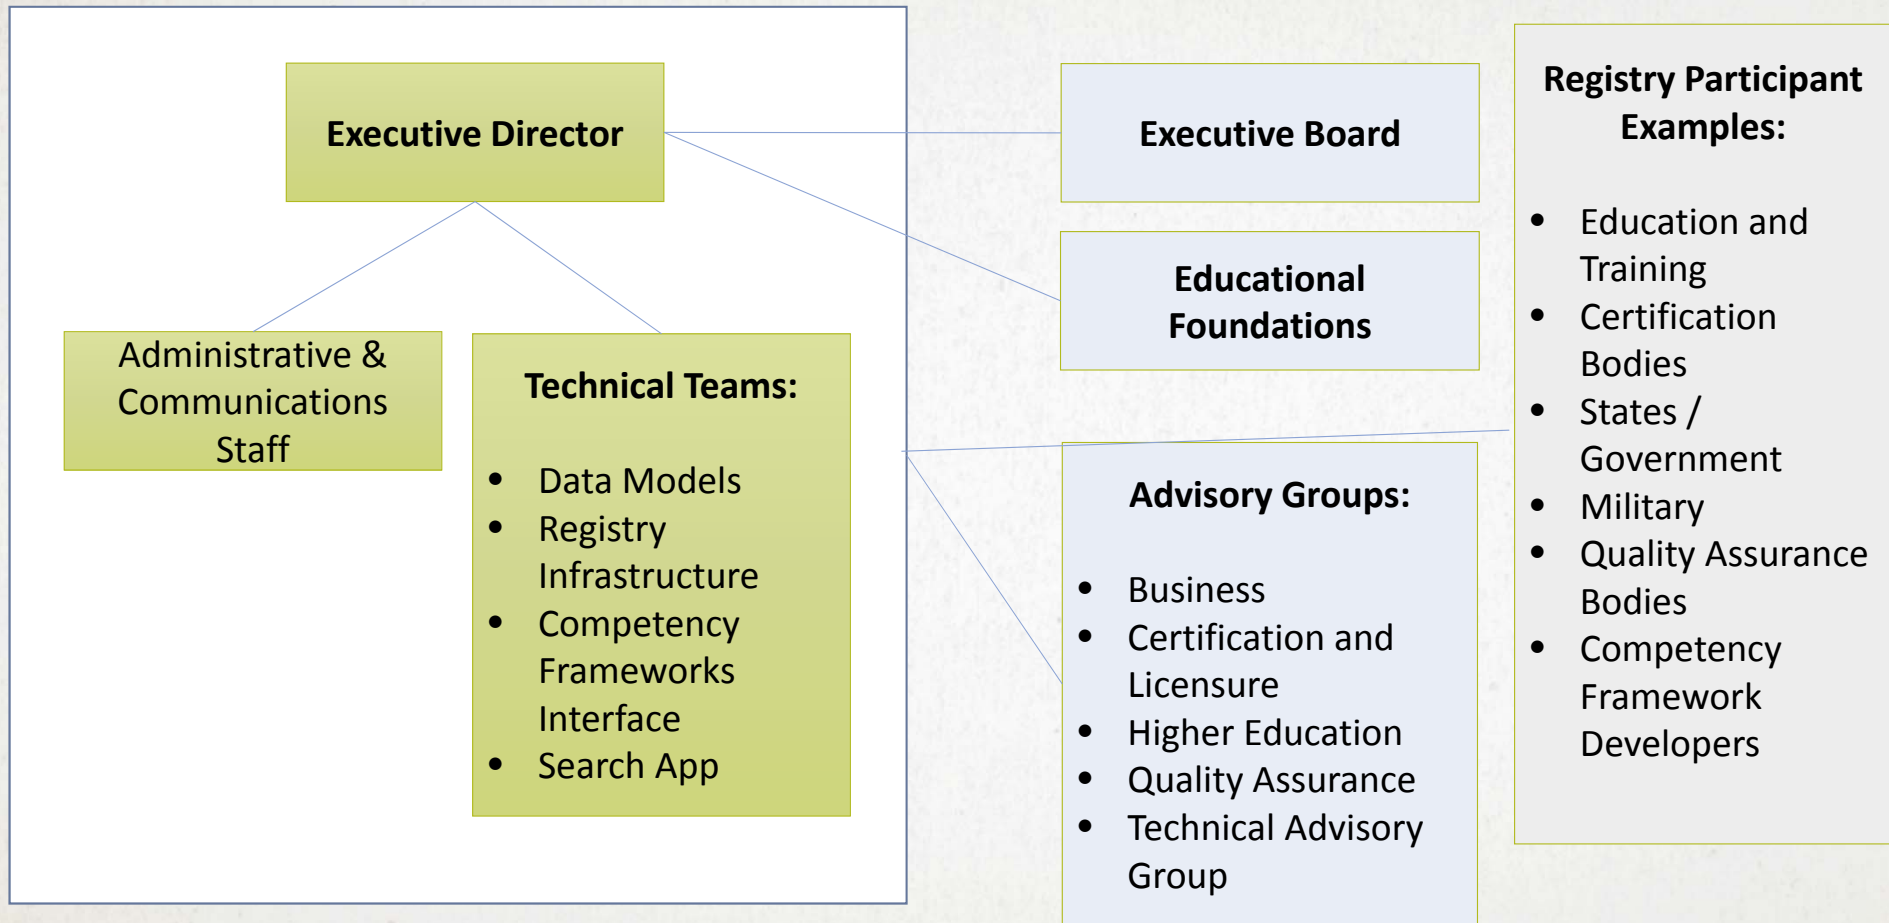 Executive Director
Administrative &
Communications
Staff
Technical Teams:
• Data Models
• Registry
Infrastructure
• Competency
Frameworks
Interface
• Search App
Executive Board
Educational
Foundations
Advisory Groups:
• Business
• Certification and
Licensure
• Higher Education
• Quality Assurance
• Technical Advisory
Group
Registry Participant
Examples:
• Education and
Training
• Certification
Bodies
• States /
Government
• Military
• Quality Assurance
Bodies
• Competency
Framework
Developers